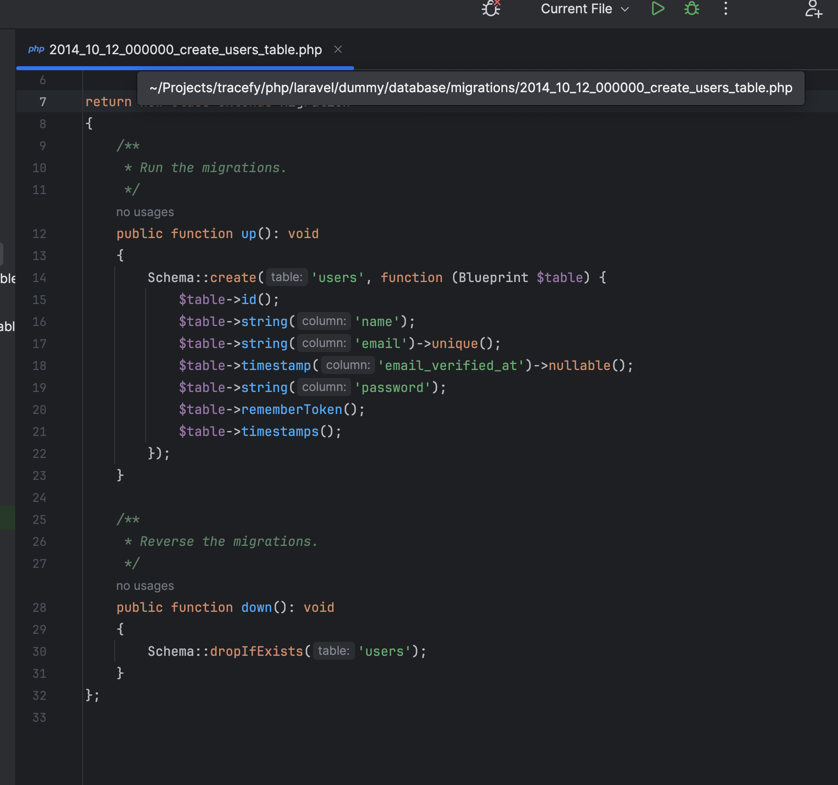 Current File
php 2014_10_12_000000_create_users_table.php
~/Projects/tracefy/php/laravel/dummy/database/migrations/2014_10_12_000000_create_users_table.php
6
7 return
8 {
9 /**
10 * Run the migrations.
11 */
no usages
12 public function up(): void
13 {
14 Schema::create( table: 'users', function (Blueprint $table) {
15 $table->id();
16 $table->string( column: 'name');
17 $table->string( column: 'email')->unique();
18 $table->timestamp( column: 'email_verified_at')->nullable();
19 $table->string( column: 'password');
20 $table->rememberToken();
21 $table->timestamps();
22 });
23 }
24
25 /**
26 * Reverse the migrations.
27 */
no usages
28 public function down(): void
29 {
30 Schema::dropIfExists( table: 'users');
31 }
32 };
33